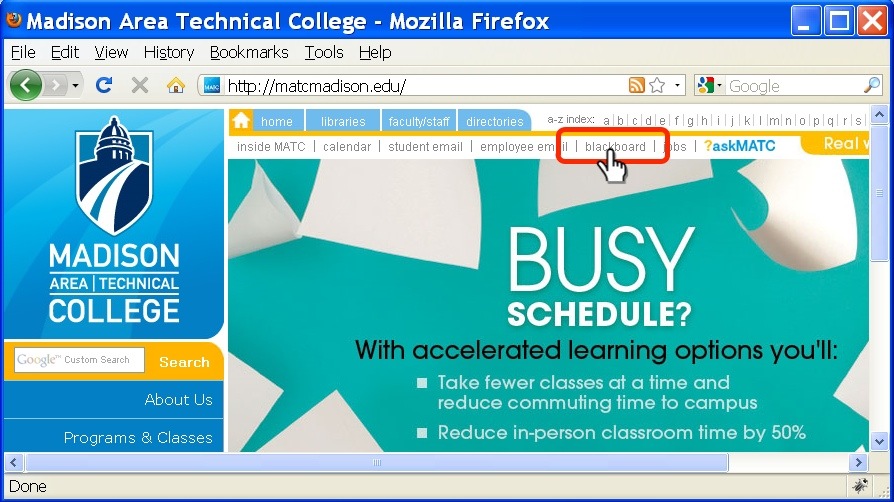 Madison Area Technical College - Mozilla Firefox
File Edit View History Bookmarks Tools Help
MATC http://matcmadison.edu/ Google
home libraries faculty/staff directories a-z index: a | b | c | d | e | f | g | h | i | j | k | l | m | n | o | p | q | r | s |
inside MATC | calendar | student email | employee email | blackboard | jobs | ?askMATC Real w
MADISON
AREA | TECHNICAL
COLLEGE
BUSY
SCHEDULE?
With accelerated learning options you'll:
Take fewer classes at a time and
reduce commuting time to campus
Reduce in-person classroom time by 50%
Google™ Custom Search Search
About Us
Programs & Classes
Done